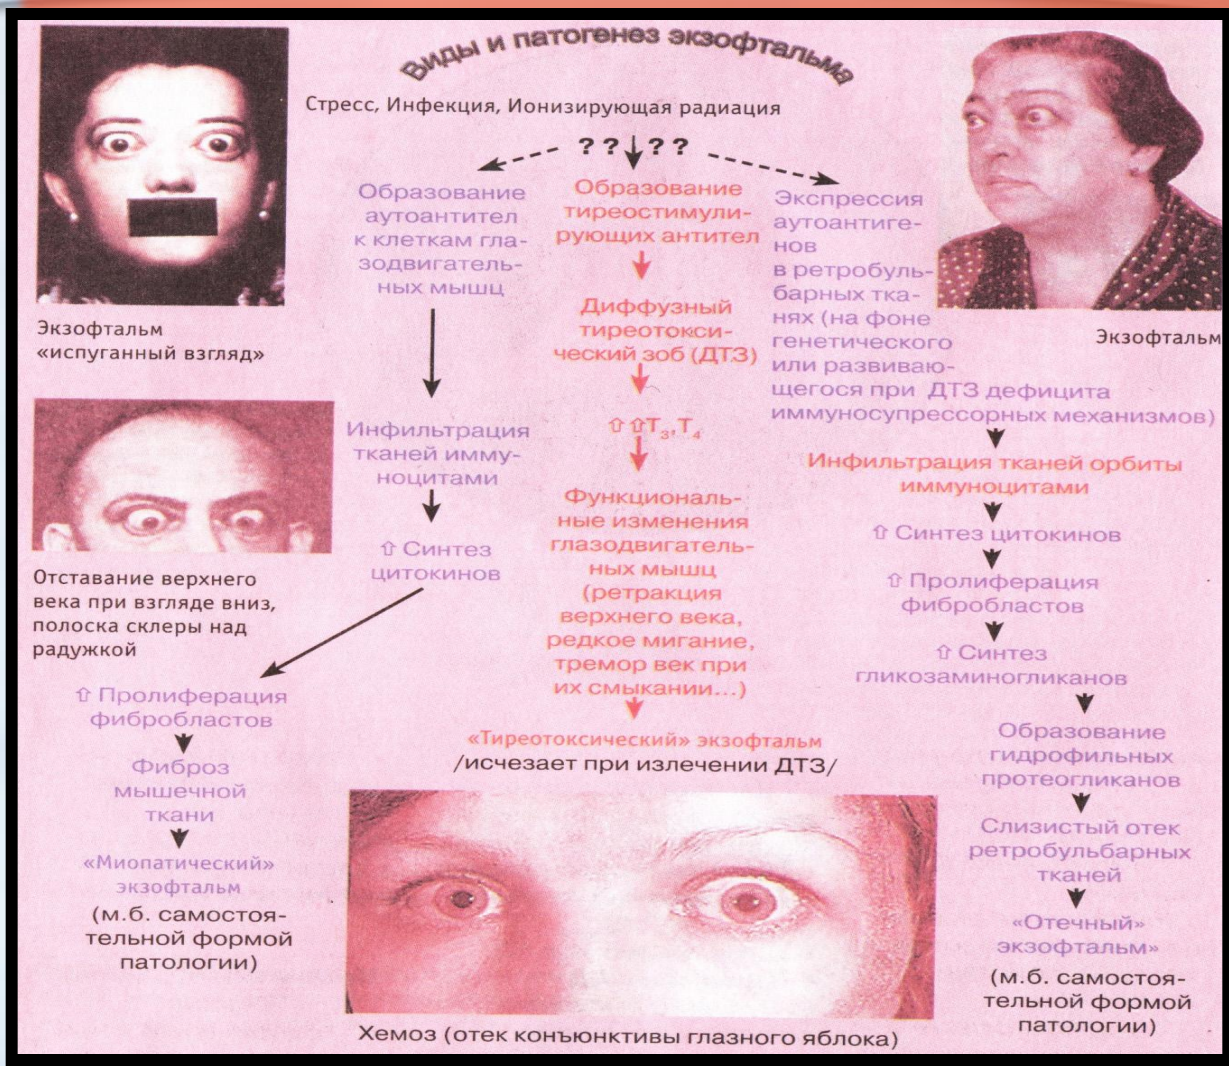 Виды и патогенез экзофтальма
Стресс, Инфекция, Ионизирующая радиация
? ? ? ?
Образование
аутоантител
к клеткам гла-
зодвигатель-
ных мышц
Инфильтрация
тканей имму-
ноцитами
⇧ Синтез
цитокинов
⇧ Пролиферация
фибробластов
Фиброз
мышечной
ткани
«Миопатический»
экзофтальм
(м.б. самостоя-
тельной формой
патологии)
Образование
тиреостимули-
рующих антител
Диффузный
тиреотокси-
ческий зоб (ДТЗ)
⇧⇧T₃,T₄
Функциональ-
ные изменения
глазодвигатель-
ных мышц
(ретракция
верхнего века,
редкое мигание,
тремор век при
их смыкании...)
«Тиреотоксический» экзофтальм
/исчезает при излечении ДТЗ/
Экспрессия
аутоантиге-
нов
в ретробуль-
барных тка-
нях (на фоне
генетического
или развиваю-
щегося при ДТЗ дефицита
иммуносупрессорных механизмов)
Инфильтрация тканей орбиты
иммуноцитами
⇧ Синтез цитокинов
⇧ Пролиферация
фибробластов
⇧ Синтез
гликозаминогликанов
Образование
гидрофильных
протеогликанов
Слизистый отек
ретробульбарных
тканей
«Отечный»
экзофтальм»
(м.б. самостоя-
тельной формой
патологии)
Экзофтальм
«испуганный взгляд»
Отставание верхнего
века при взгляде вниз,
полоска склеры над
радужкой
Экзофтальм
Хемоз (отек конъюнктивы глазного яблока)